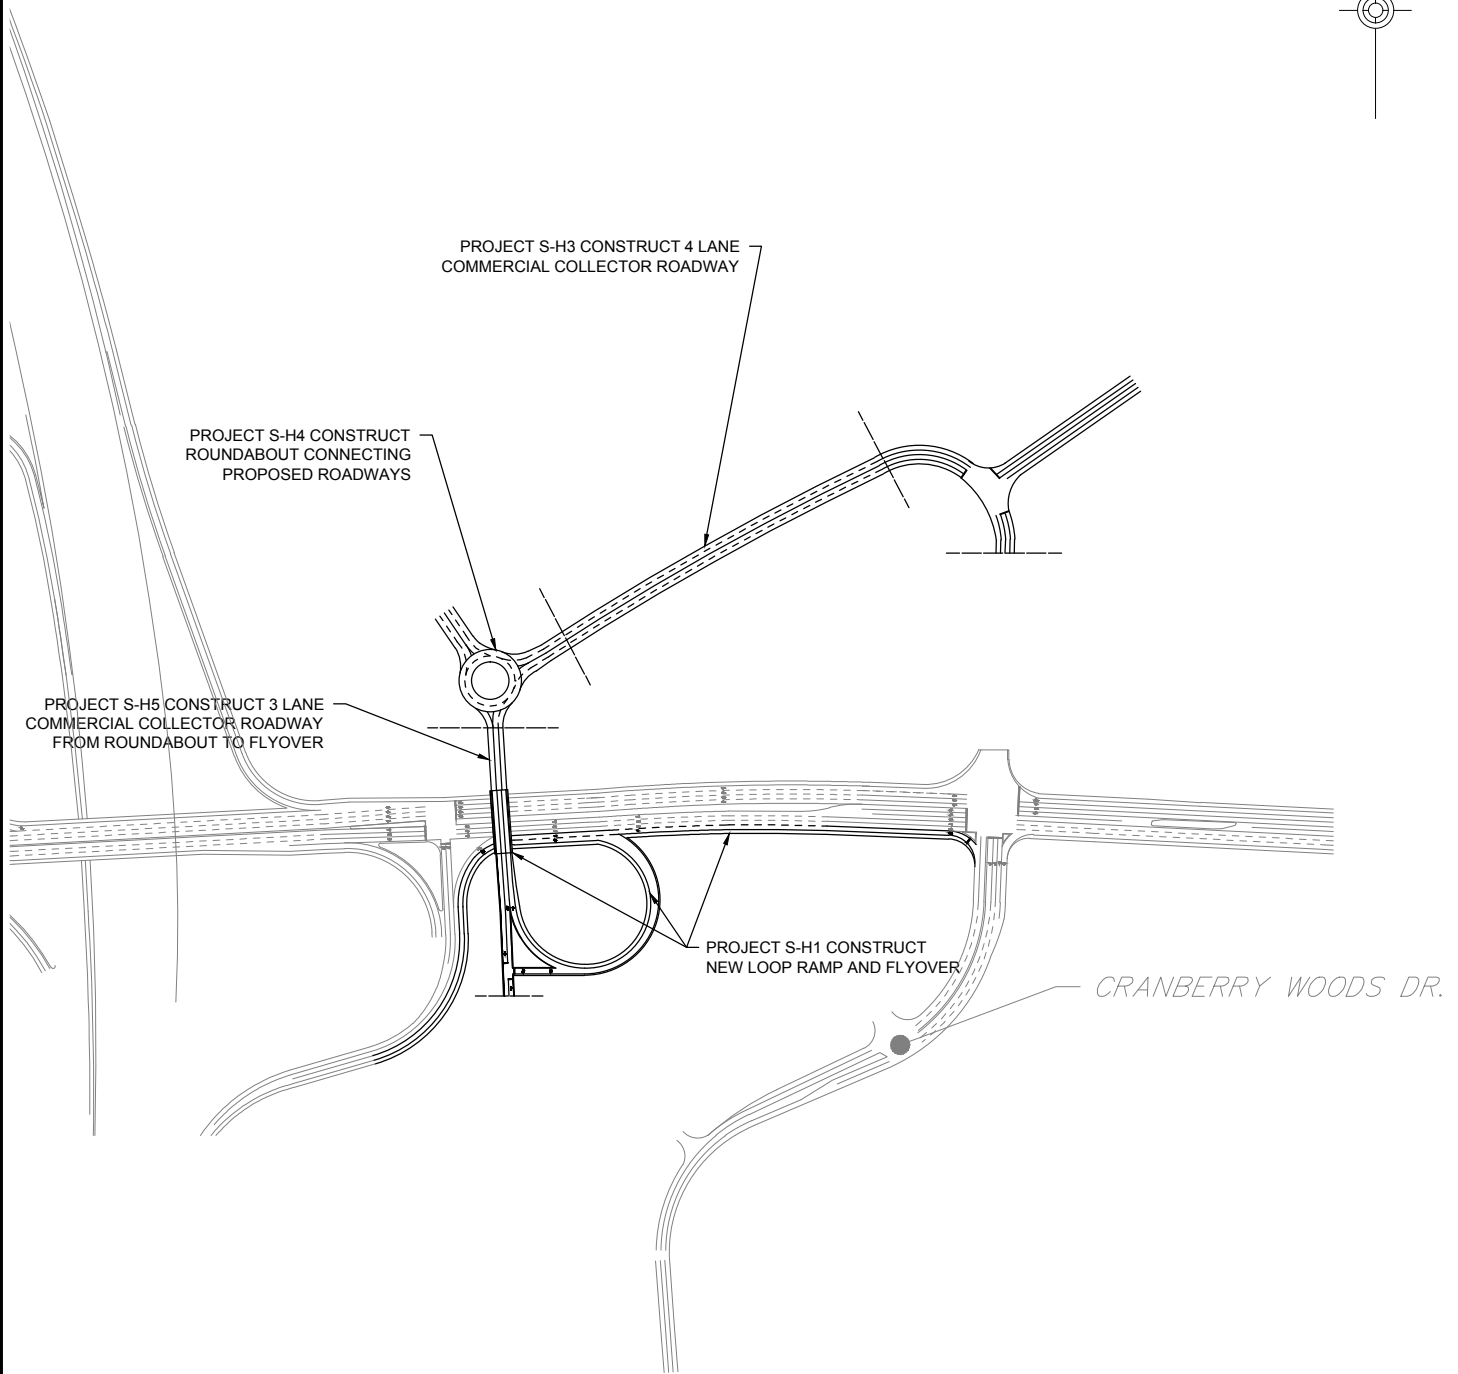 PROJECT S-H3 CONSTRUCT 4 LANE
COMMERCIAL COLLECTOR ROADWAY
PROJECT S-H4 CONSTRUCT
ROUNDABOUT CONNECTING
PROPOSED ROADWAYS
PROJECT S-H5 CONSTRUCT 3 LANE
COMMERCIAL COLLECTOR ROADWAY
FROM ROUNDABOUT TO FLYOVER
PROJECT S-H1 CONSTRUCT
NEW LOOP RAMP AND FLYOVER
CRANBERRY WOODS DR.